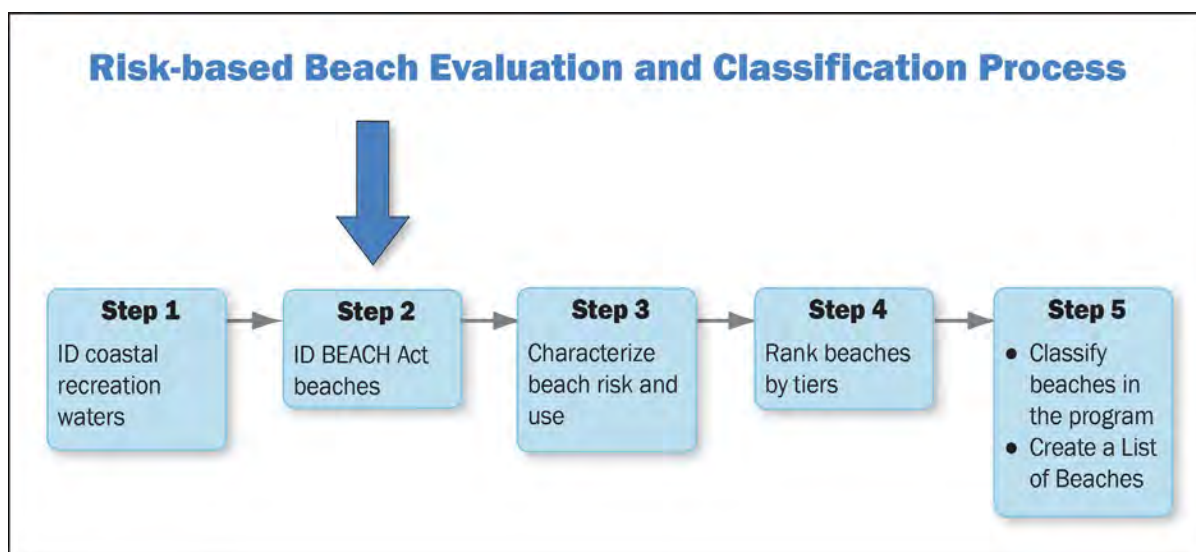 Risk-based Beach Evaluation and Classification Process
Step 1
ID coastal
recreation
waters
Step 2
ID BEACH Act
beaches
Step 3
Characterize
beach risk and
use
Step 4
Rank beaches
by tiers
Step 5
● Classify
beaches in
the program
● Create a List
of Beaches